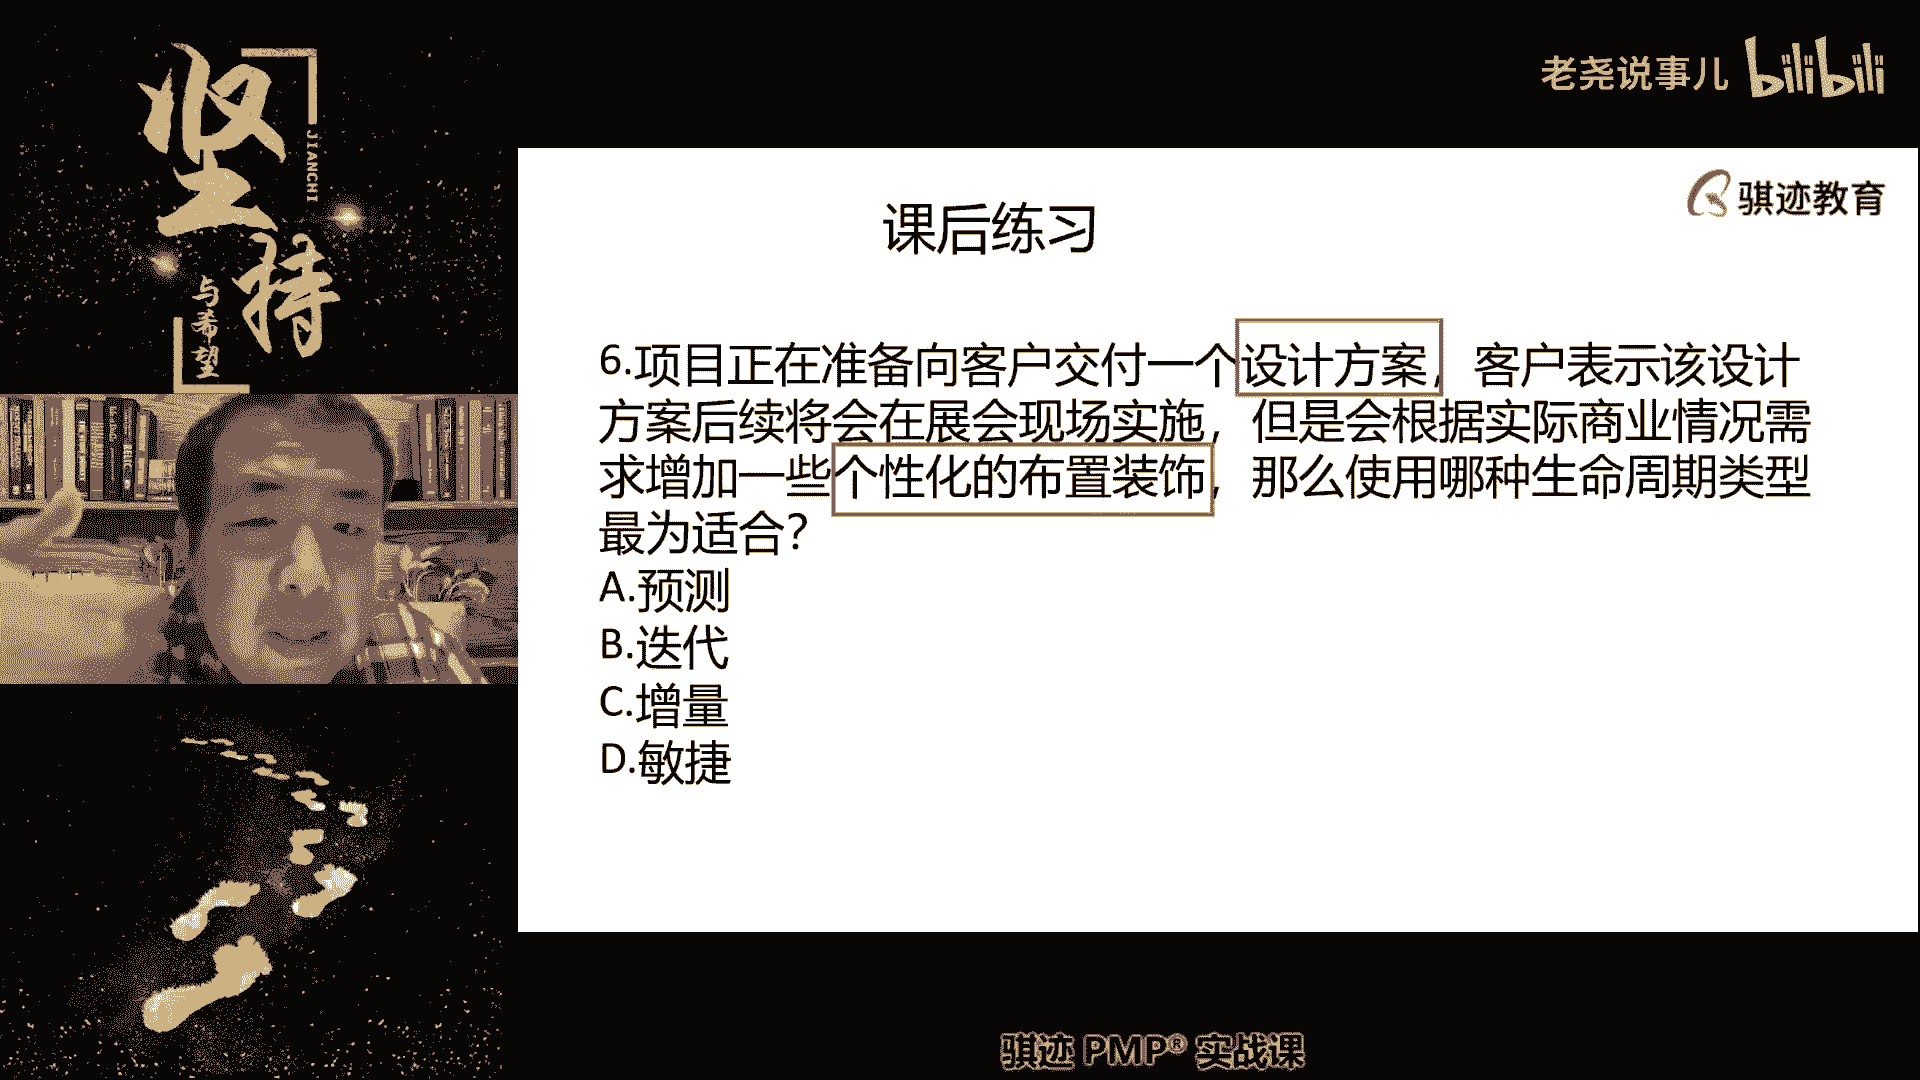 坚持
JIANCHI
与希望
老尧说事儿 bilibili
骐迹教育
课后练习
6.项目正在准备向客户交付一个设计方案，客户表示该设计
方案后续将会在展会现场实施，但是会根据实际商业情况需
求增加一些个性化的布置装饰，那么使用哪种生命周期类型
最为适合？
A.预测
B.迭代
C.增量
D.敏捷
骐迹 PMP® 实战课